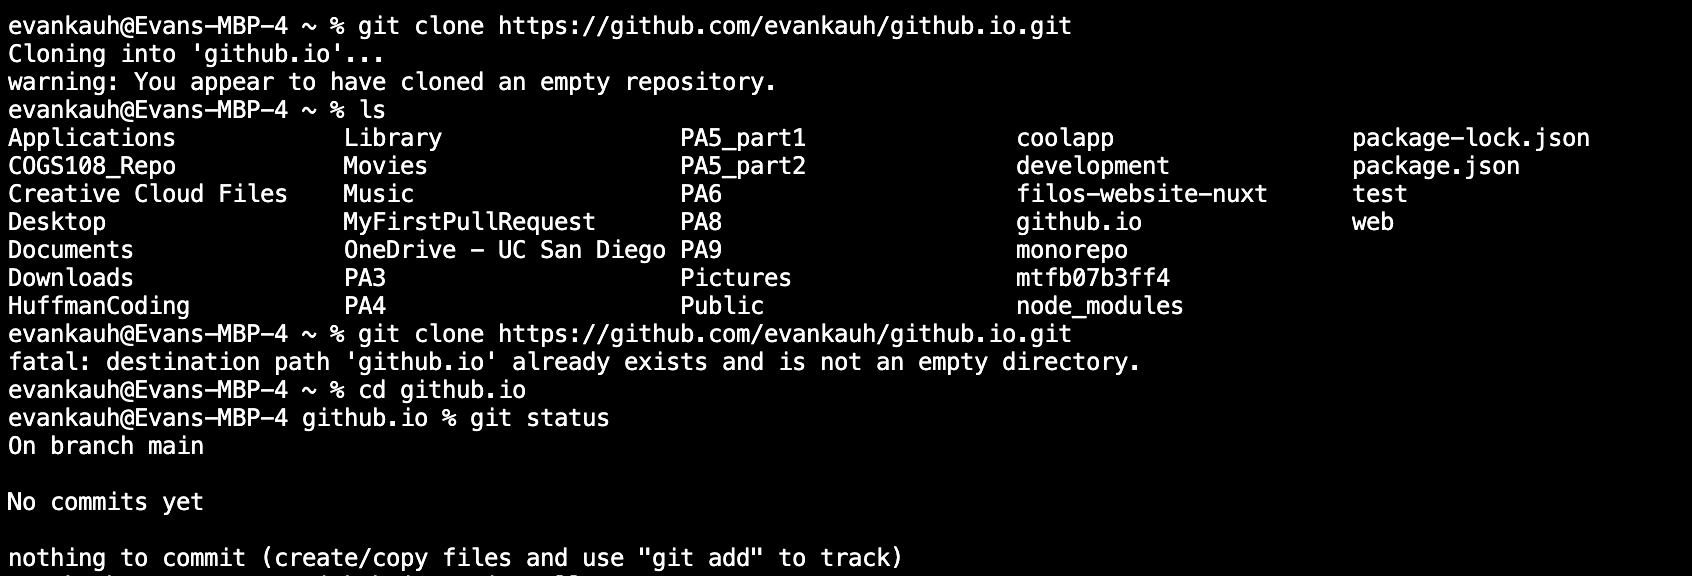 evankauh@Evans-MBP-4 ~ % git clone https://github.com/evankauh/github.io.git
Cloning into 'github.io'...
warning: You appear to have cloned an empty repository.
evankauh@Evans-MBP-4 ~ % ls
Applications Library PA5_part1 coolapp package-lock.json
COGS108_Repo Movies PA5_part2 development package.json
Creative Cloud Files Music PA6 filos-website-nuxt test
Desktop MyFirstPullRequest PA8 github.io web
Documents OneDrive - UC San Diego PA9 monorepo
Downloads PA3 Pictures mtfb07b3ff4
HuffmanCoding PA4 Public node_modules
evankauh@Evans-MBP-4 ~ % git clone https://github.com/evankauh/github.io.git
fatal: destination path 'github.io' already exists and is not an empty directory.
evankauh@Evans-MBP-4 ~ % cd github.io
evankauh@Evans-MBP-4 github.io % git status
On branch main
No commits yet
nothing to commit (create/copy files and use "git add" to track)